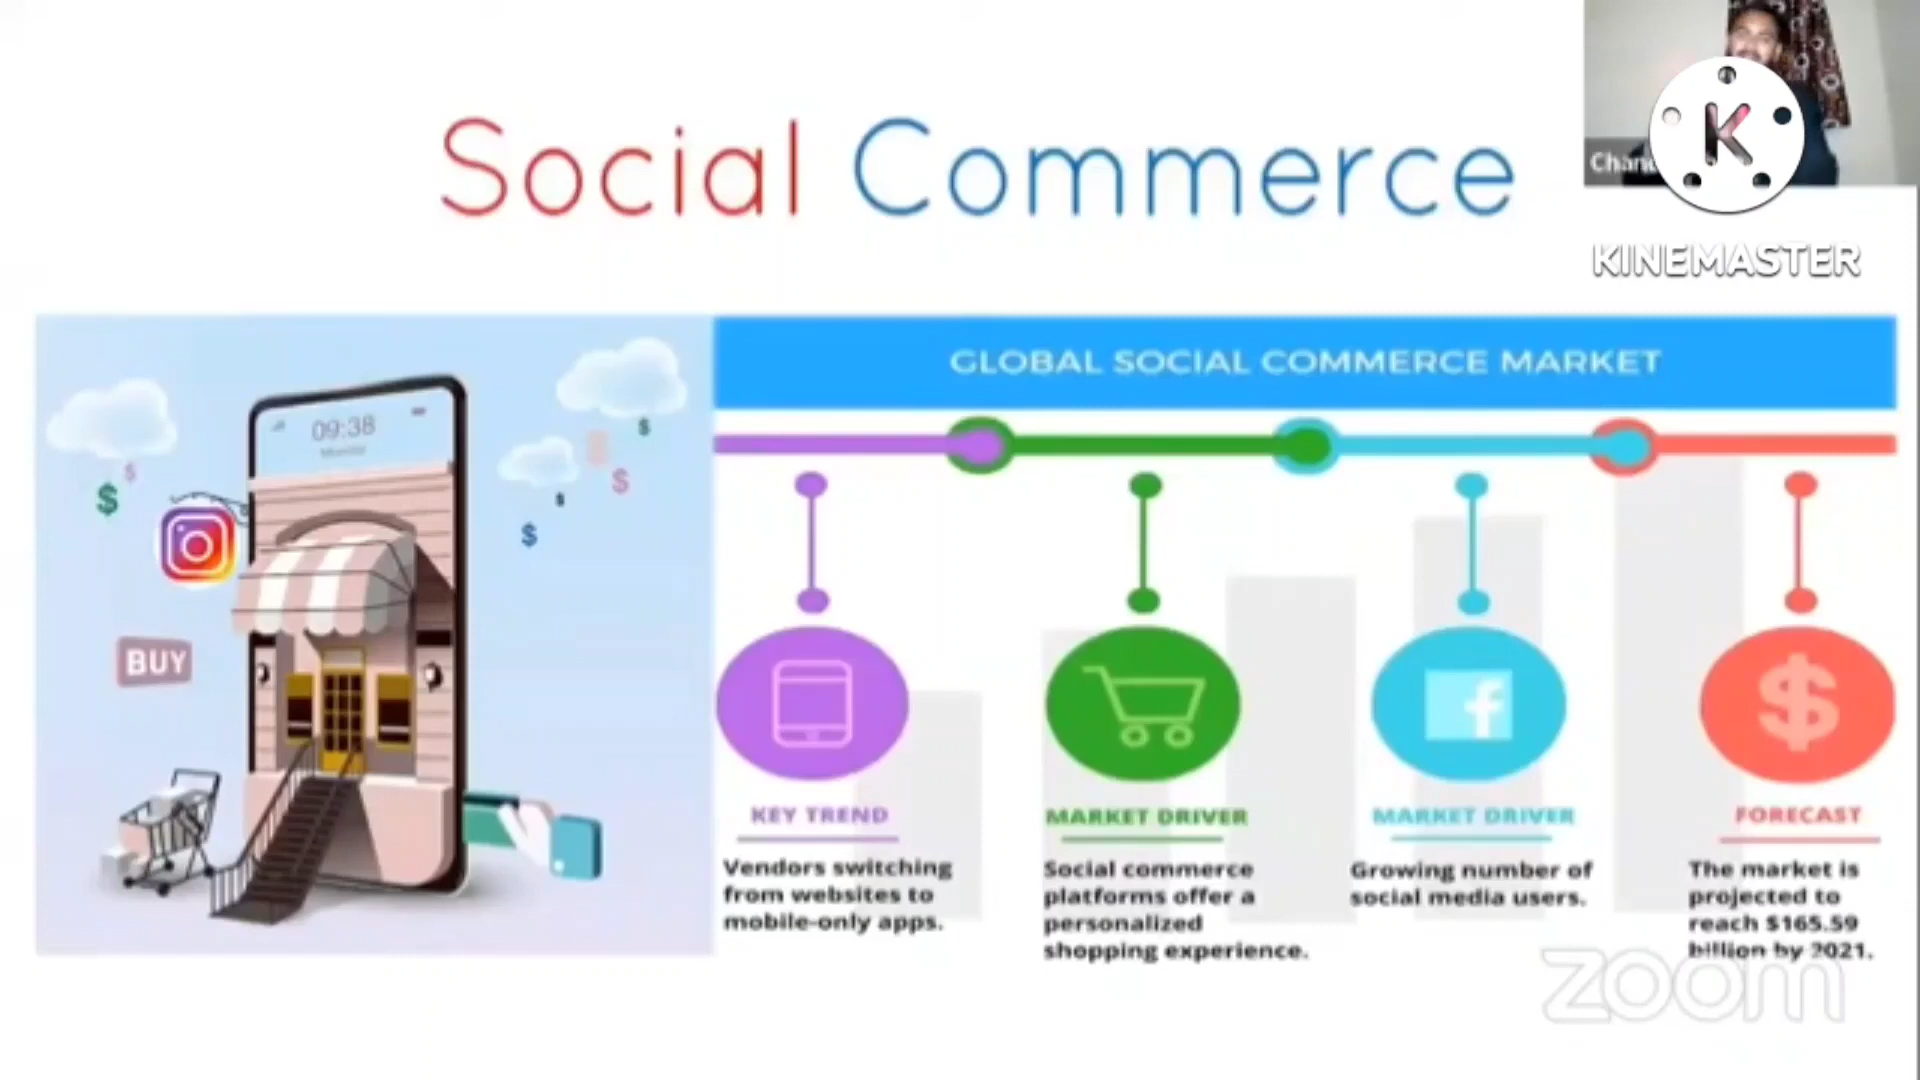 Social Commerce
K
KINEMASTER
GLOBAL SOCIAL COMMERCE MARKET
09:38
BUY
KEY TREND
Vendors switching
from websites to
mobile-only apps.
MARKET DRIVER
Social commerce
platforms offer a
personalized
shopping experience.
MARKET DRIVER
Growing number of
social media users.
FORECAST
The market is
projected to
reach $165.59
billion by 2021.
zoom